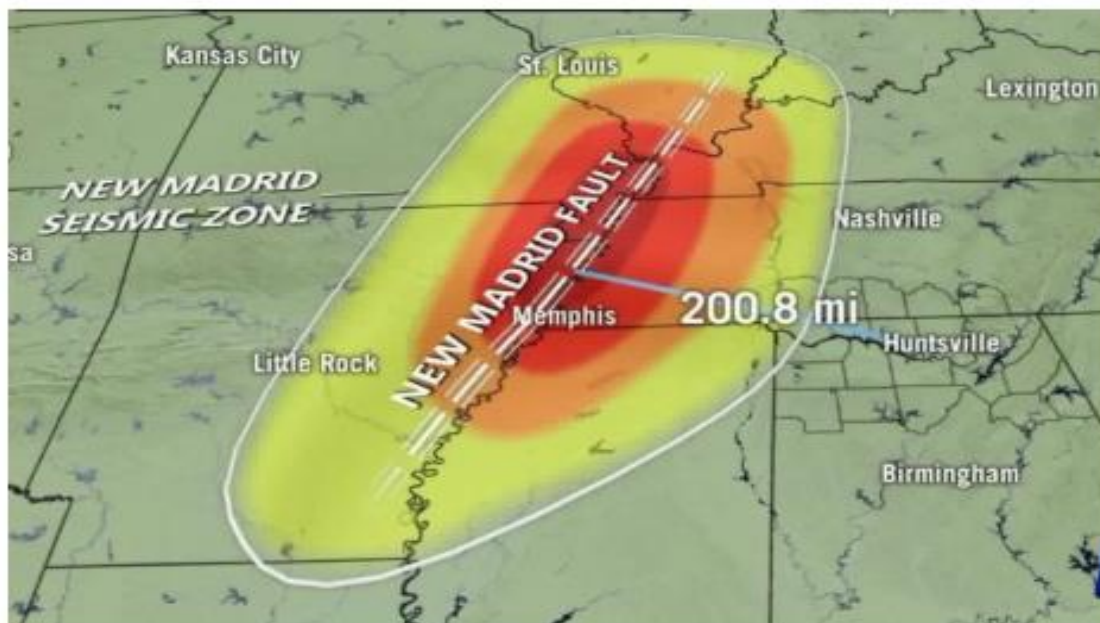 Kansas City
St. Louis
Lexington
NEW MADRID
SEISMIC ZONE
NEW MADRID FAULT
Nashville
sa
200.8 mi
Memphis
Huntsville
Little Rock
Birmingham